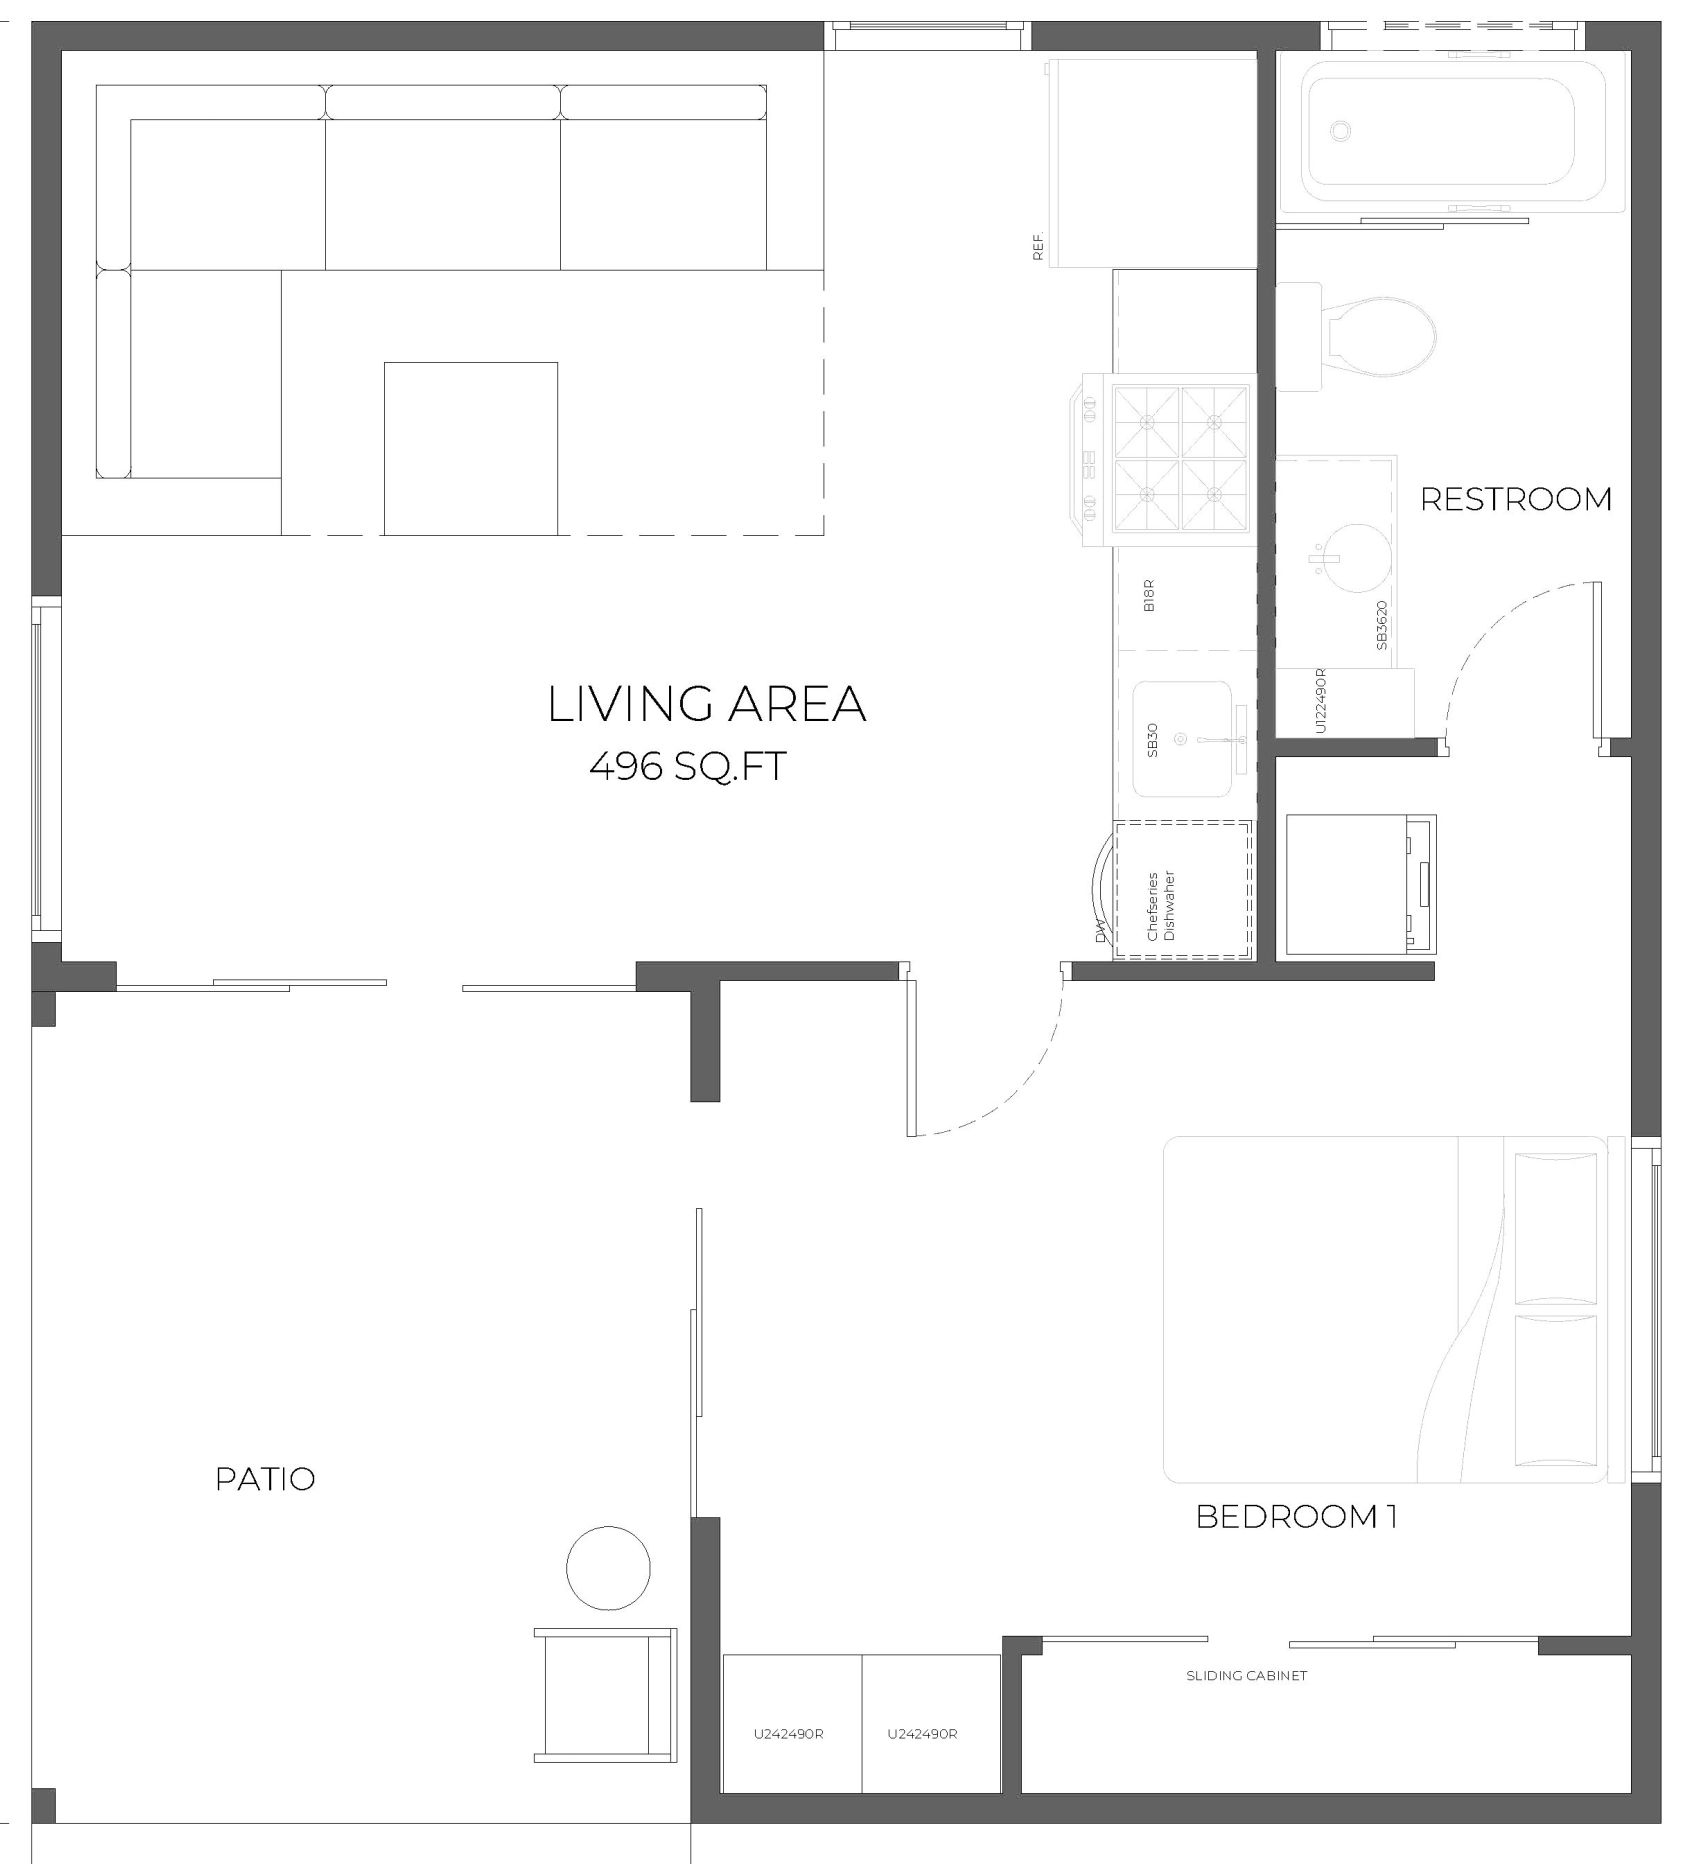 REF.
RESTROOM
B18R
SB3620
U122490R
LIVING AREA
496 SQ.FT
SB30
Chefseries
Dishwaher
DW
PATIO
BEDROOM 1
SLIDING CABINET
U242490R
U242490R